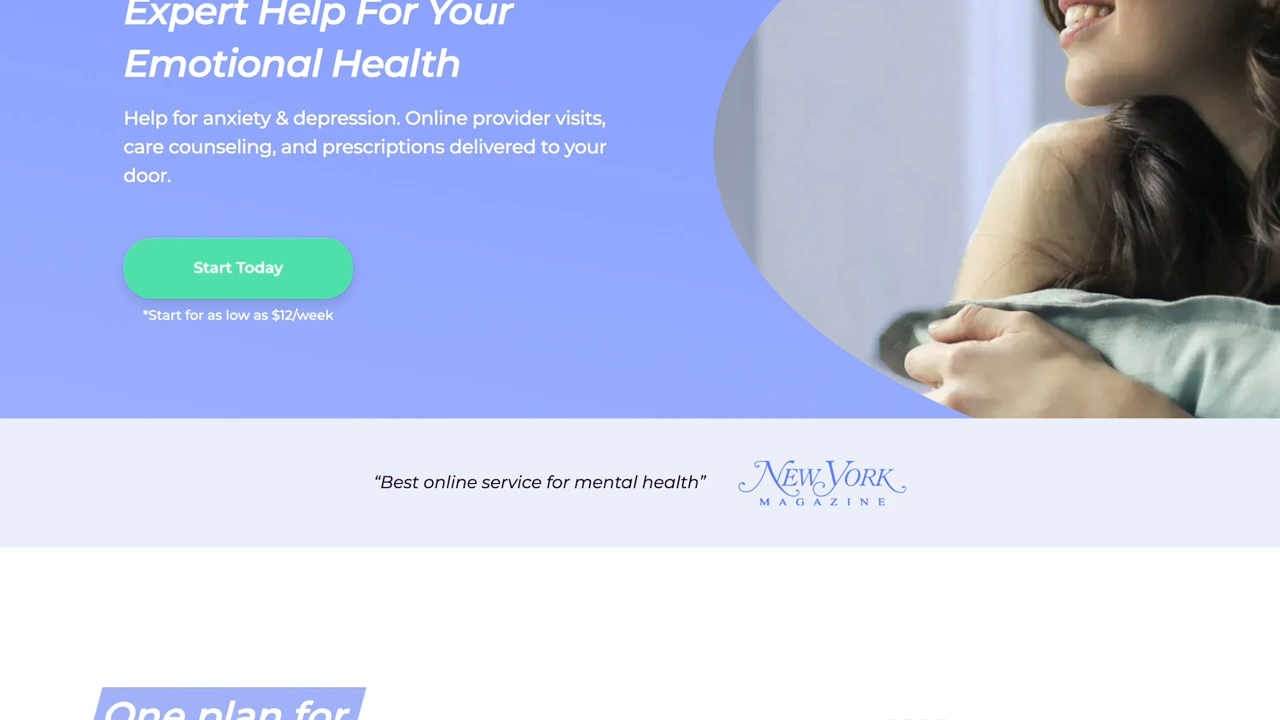 Expert Help For Your
Emotional Health
Help for anxiety & depression. Online provider visits,
care counseling, and prescriptions delivered to your
door.
Start Today
*Start for as low as $12/week
“Best online service for mental health”
NEW YORK
MAGAZINE
One plan for